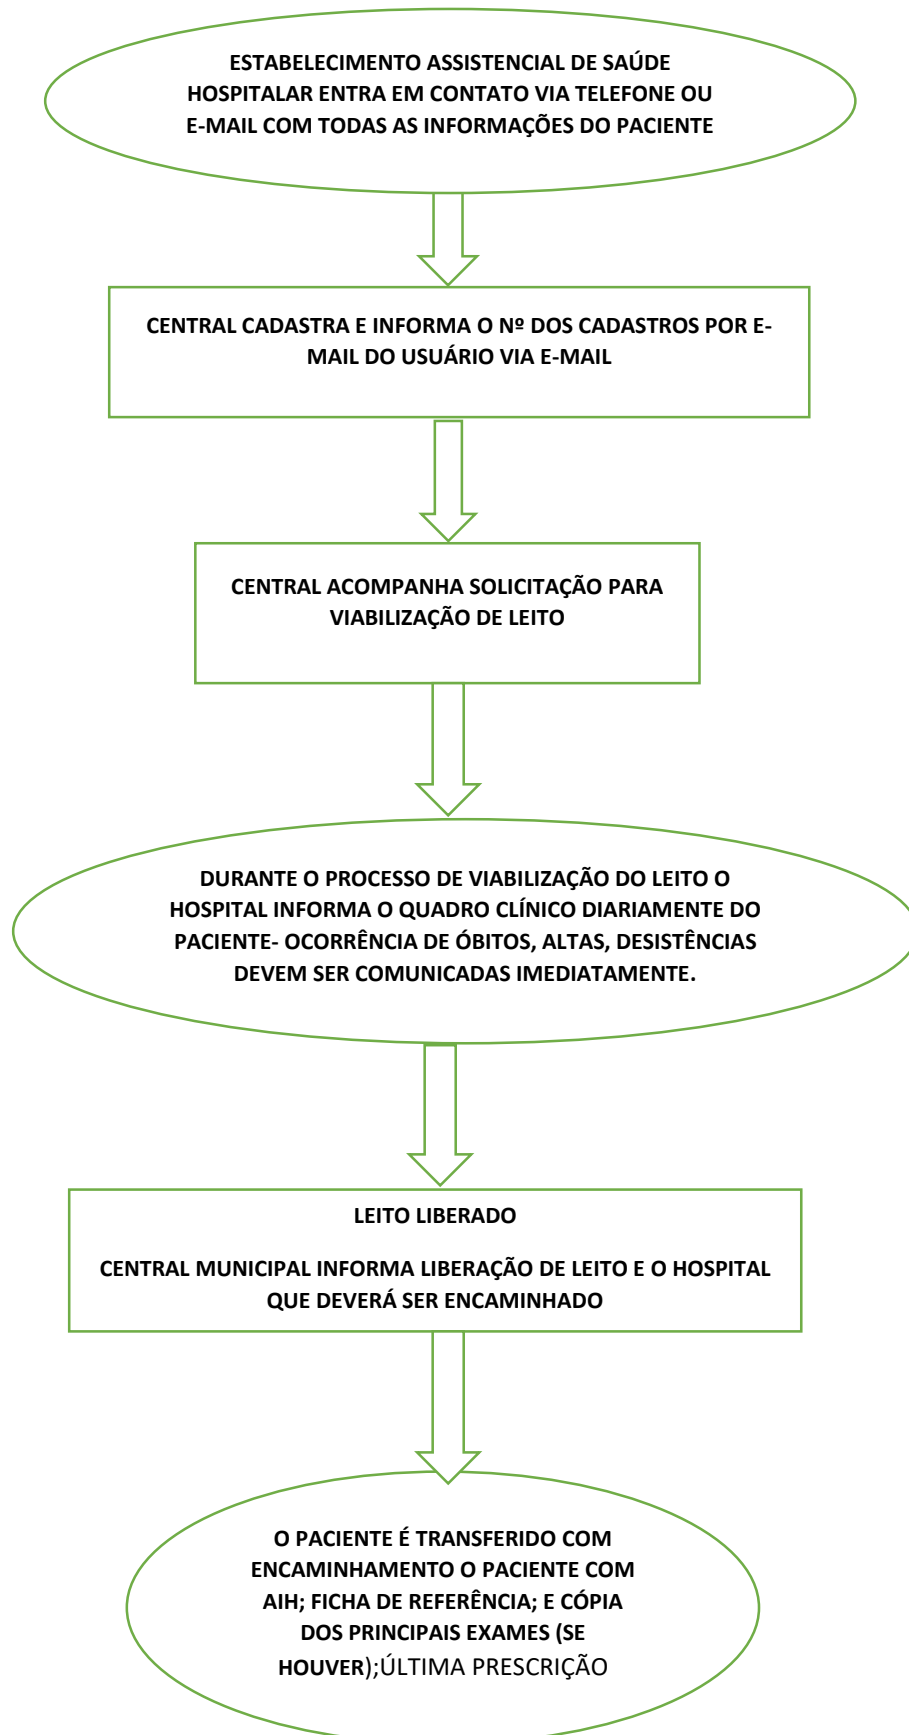 ESTABELECIMENTO ASSISTENCIAL DE SAÚDE
HOSPITALAR ENTRA EM CONTATO VIA TELEFONE OU
E-MAIL COM TODAS AS INFORMAÇÕES DO PACIENTE
CENTRAL CADASTRA E INFORMA O Nº DOS CADASTROS POR E-
MAIL DO USUÁRIO VIA E-MAIL
CENTRAL ACOMPANHA SOLICITAÇÃO PARA
VIABILIZAÇÃO DE LEITO
DURANTE O PROCESSO DE VIABILIZAÇÃO DO LEITO O
HOSPITAL INFORMA O QUADRO CLÍNICO DIARIAMENTE DO
PACIENTE- OCORRÊNCIA DE ÓBITOS, ALTAS, DESISTÊNCIAS
DEVEM SER COMUNICADAS IMEDIATAMENTE.
LEITO LIBERADO
CENTRAL MUNICIPAL INFORMA LIBERAÇÃO DE LEITO E O HOSPITAL
QUE DEVERÁ SER ENCAMINHADO
O PACIENTE É TRANSFERIDO COM
ENCAMINHAMENTO O PACIENTE COM
AIH; FICHA DE REFERÊNCIA; E CÓPIA
DOS PRINCIPAIS EXAMES (SE
HOUVER);ÚLTIMA PRESCRIÇÃO